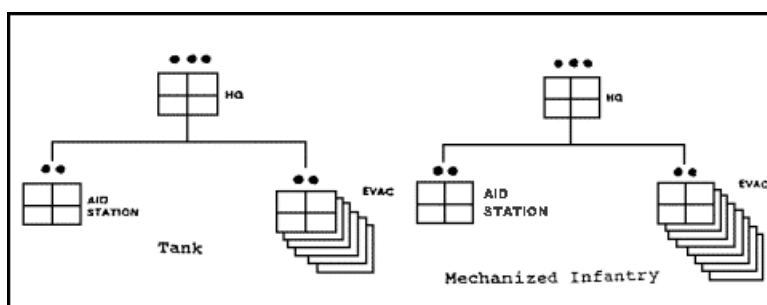 HQ
AID
STATION
EVAC
Tank
HQ
AID
STATION
EVAC
Mechanized Infantry